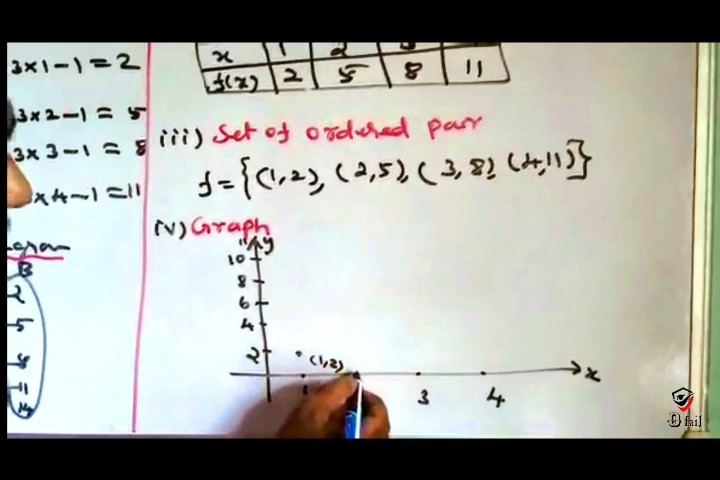 3×1-1=2
3×2-1=5
3×3-1=8
×4-1=11
B
2
5
8
11
14
x 1 2
f(x) 2 5 8 11
iii) Set of ordered pair
f={(1,2),(2,5),(3,8),(4,11)}
iv) Graph
y
10
8
6
4
2
(1,2)
x
3 4
D fail